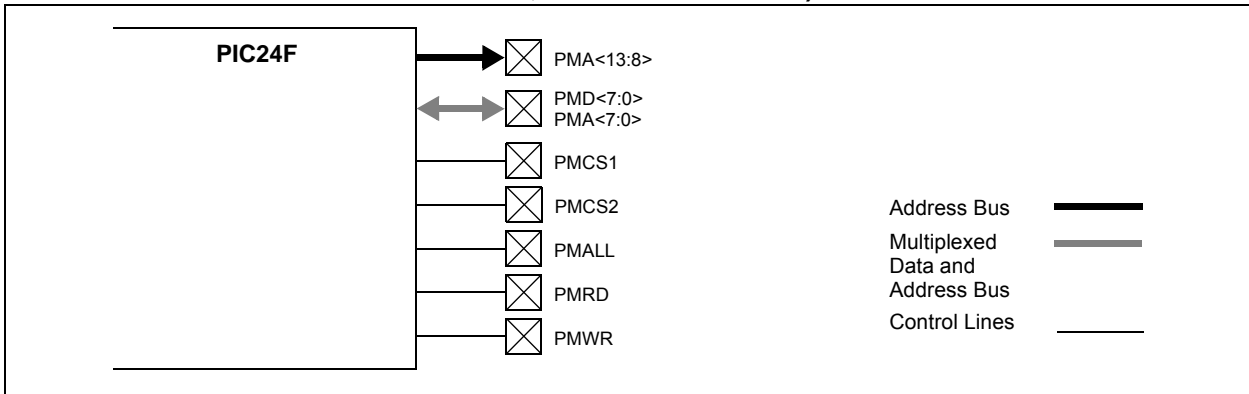 PIC24F
PMA<13:8>
PMD<7:0>
PMA<7:0>
PMCS1
PMCS2
PMALL
PMRD
PMWR
Address Bus
Multiplexed
Data and
Address Bus
Control Lines